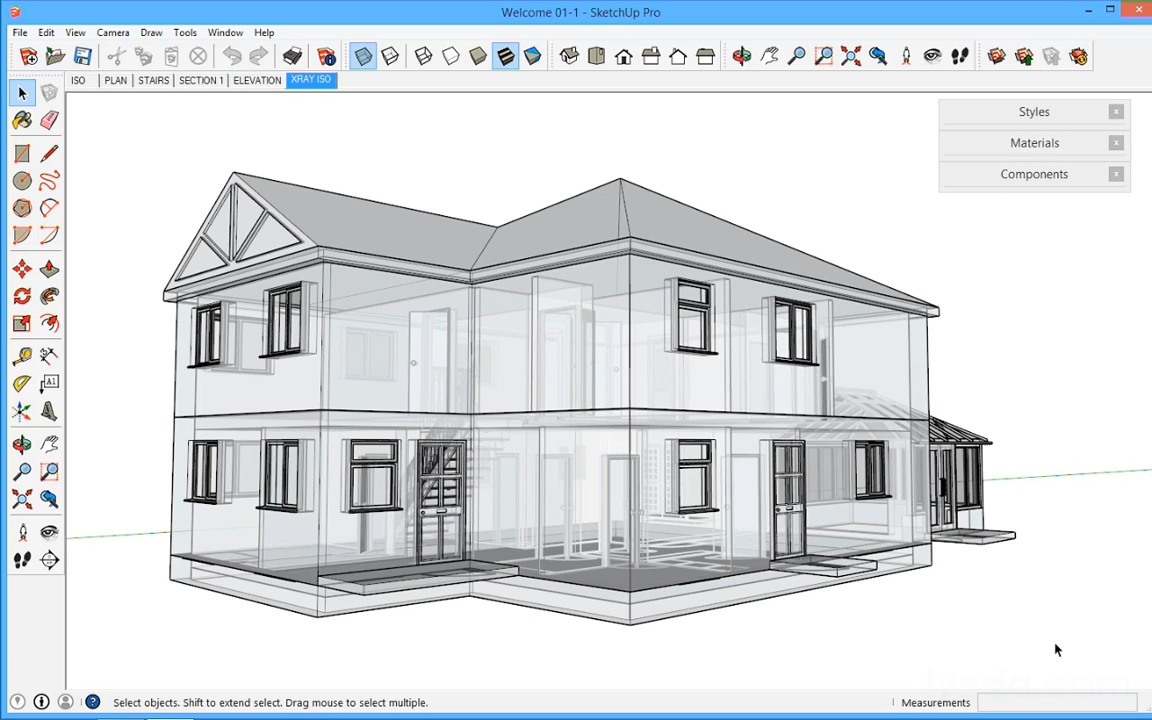 Welcome 01-1 - SketchUp Pro
File Edit View Camera Draw Tools Window Help
ISO PLAN STAIRS SECTION 1 ELEVATION XRAY ISO
Styles
Materials
Components
A1
Select objects. Shift to extend select. Drag mouse to select multiple.
Measurements